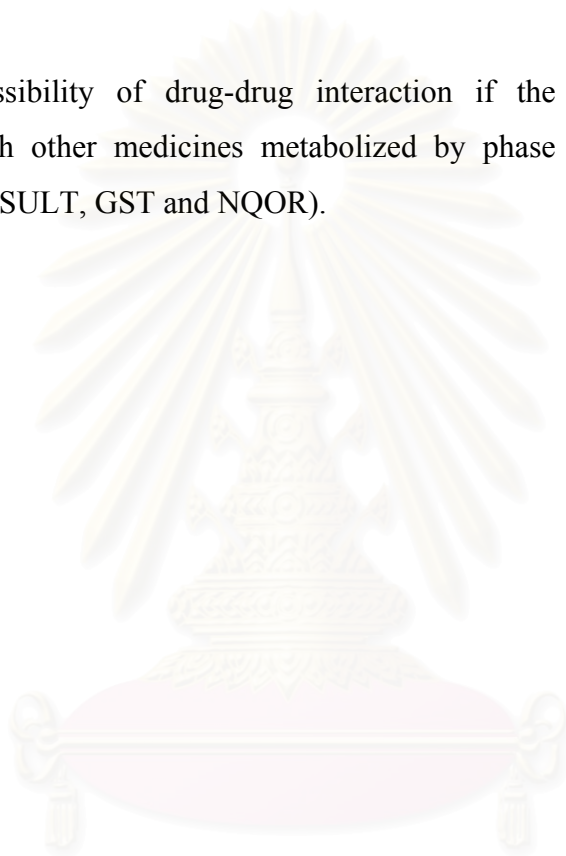 ssibility of drug-drug interaction if the
h other medicines metabolized by phase
SULT, GST and NQOR).